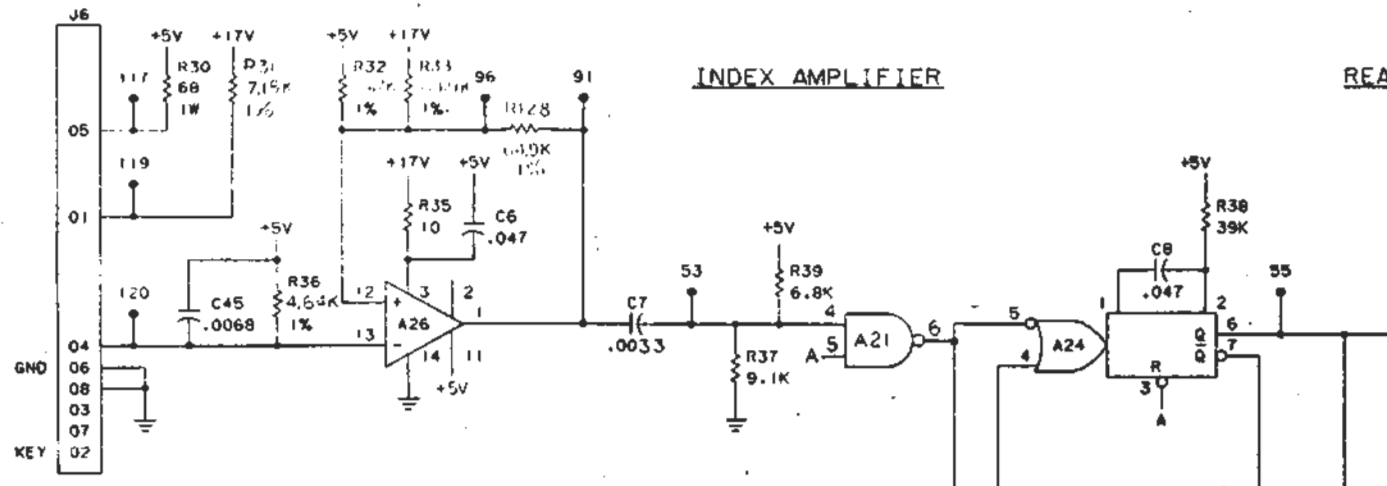 J6
+5V
+17V
+5V
+17V
117
R30
68
1W
R31
7.15K
1%
R32
1%
R33
1%
96
91
INDEX AMPLIFIER
REA
05
R128
64.9K
1%
119
+17V
+5V
+5V
01
R35
10
C6
.047
R38
39K
+5V
+5V
C8
.047
53
R39
6.8K
55
120
C45
.0068
R36
4.64K
1%
12
+
3
2
1
A26
13
-
14
11
+5V
C7
.0033
4
5
A
A21
6
R37
9.1K
5
4
A24
1
2
6
Q
7
Q
R
3
A
04
GND
06
08
03
07
KEY
02